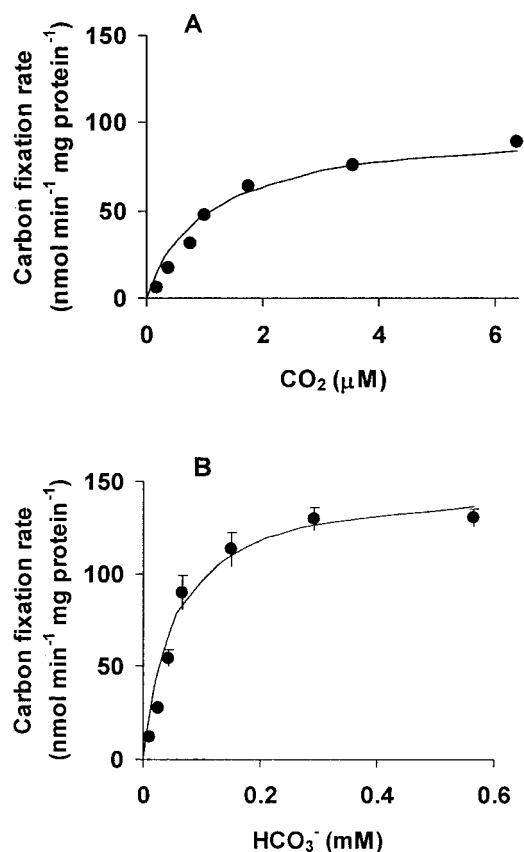 A
Carbon fixation rate
(nmol min⁻¹ mg protein⁻¹)
150
100
50
0
0 2 4 6
CO₂ (μM)
B
Carbon fixation rate
(nmol min⁻¹ mg protein⁻¹)
150
100
50
0
0 0.2 0.4 0.6
HCO₃⁻ (mM)